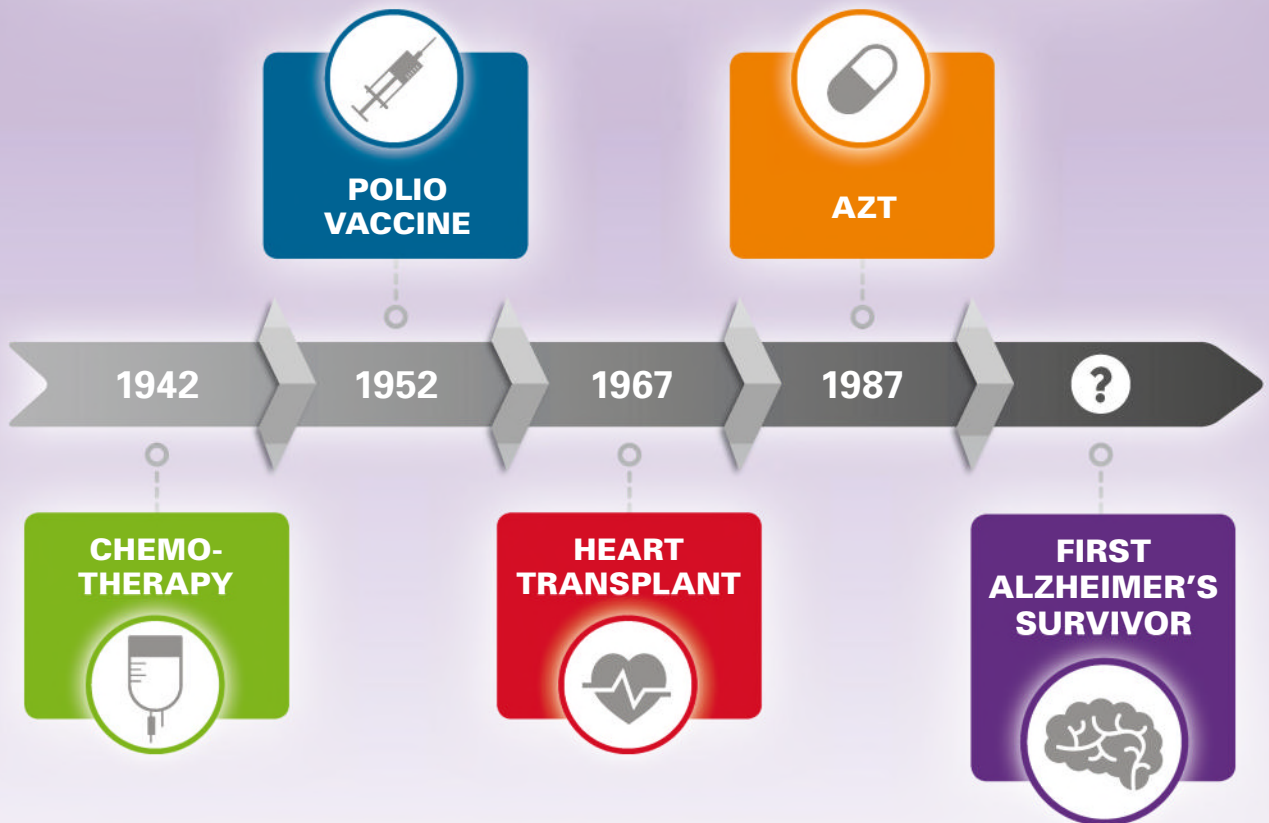 POLIO
VACCINE
AZT
1942
1952
1967
1987
?
CHEMO-
THERAPY
HEART
TRANSPLANT
FIRST
ALZHEIMER’S
SURVIVOR